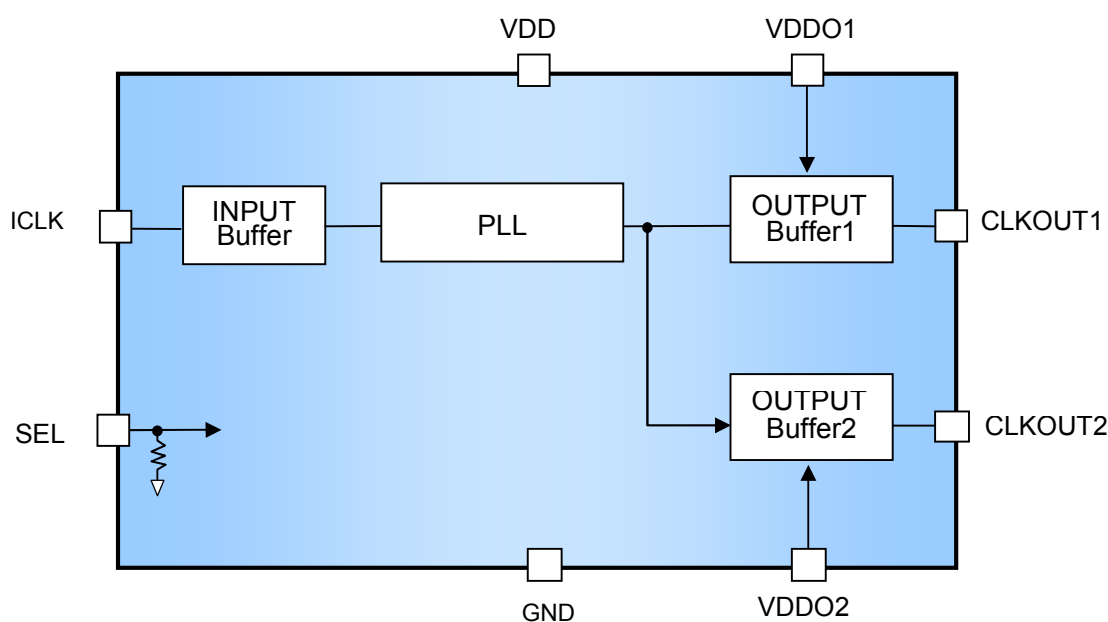 VDD
VDDO1
ICLK
INPUT
Buffer
PLL
OUTPUT
Buffer1
CLKOUT1
SEL
OUTPUT
Buffer2
CLKOUT2
GND
VDDO2